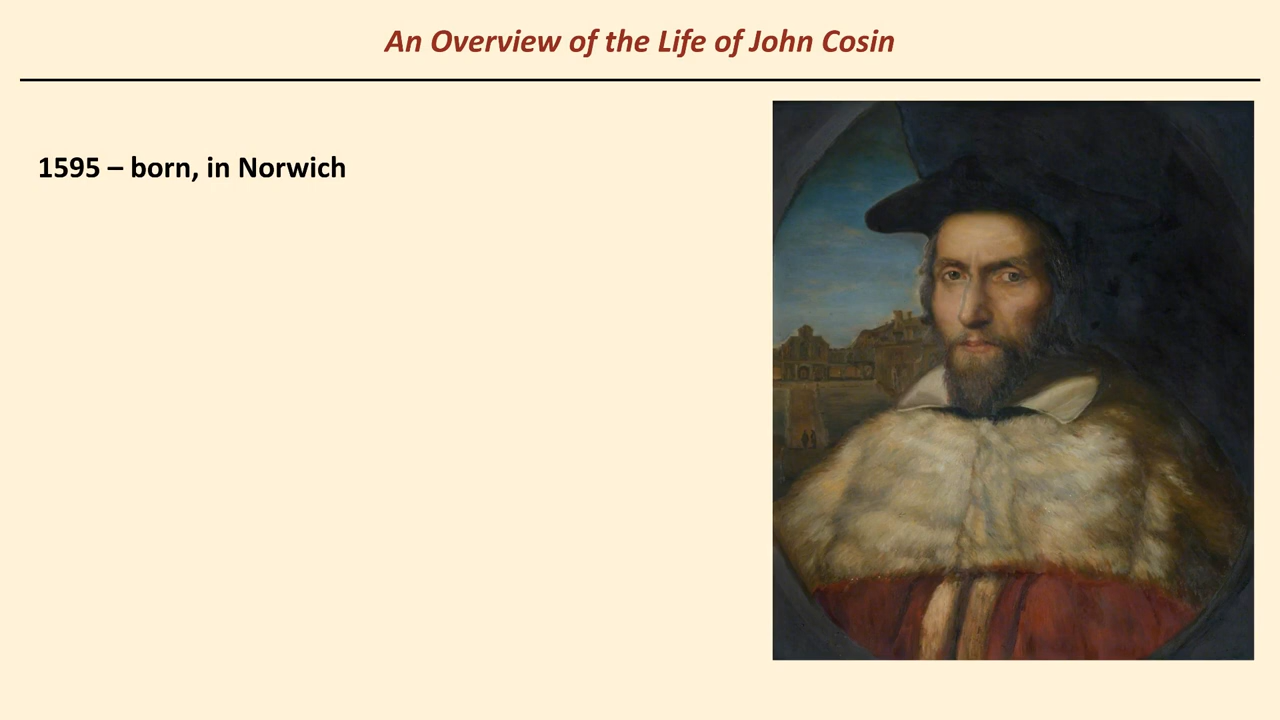 An Overview of the Life of John Cosin
1595 – born, in Norwich